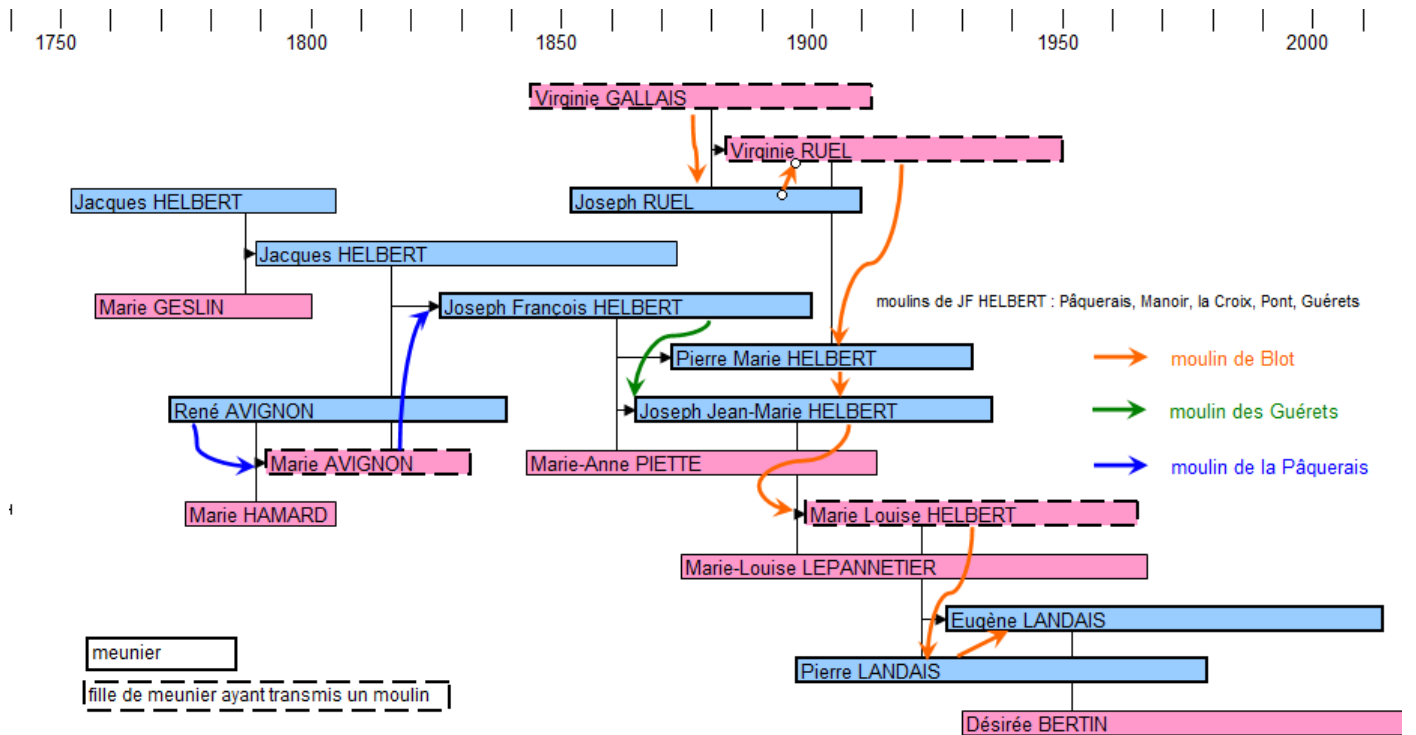 1750 1800 1850 1900 1950 2000
Virginie GALLAIS
Virginie RUEL
Jacques HELBERT
Joseph RUEL
Jacques HELBERT
Marie GESLIN
Joseph François HELBERT
moulins de JF HELBERT : Pâquerais, Manoir, la Croix, Pont, Guérets
Pierre Marie HELBERT
moulin de Blot
René AVIGNON
Joseph Jean-Marie HELBERT
moulin des Guérets
Marie AVIGNON
Marie-Anne PIETTE
moulin de la Pâquerais
Marie HAMARD
Marie Louise HELBERT
Marie-Louise LEPANNETIER
Eugène LANDAIS
meunier
Pierre LANDAIS
fille de meunier ayant transmis un moulin
Désirée BERTIN